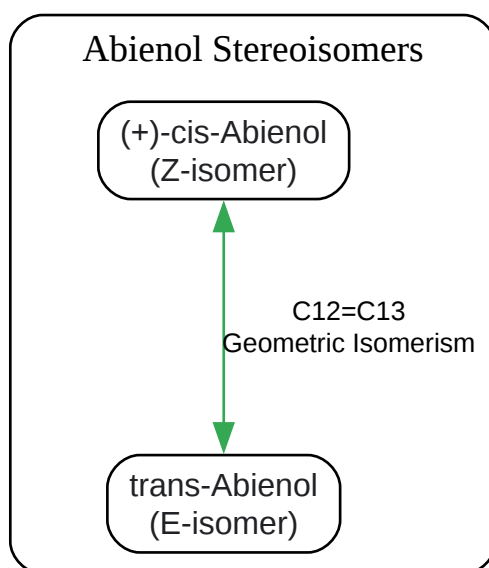 Abienol Stereoisomers
(+)-cis-Abienol
(Z-isomer)
C12=C13
Geometric Isomerism
trans-Abienol
(E-isomer)